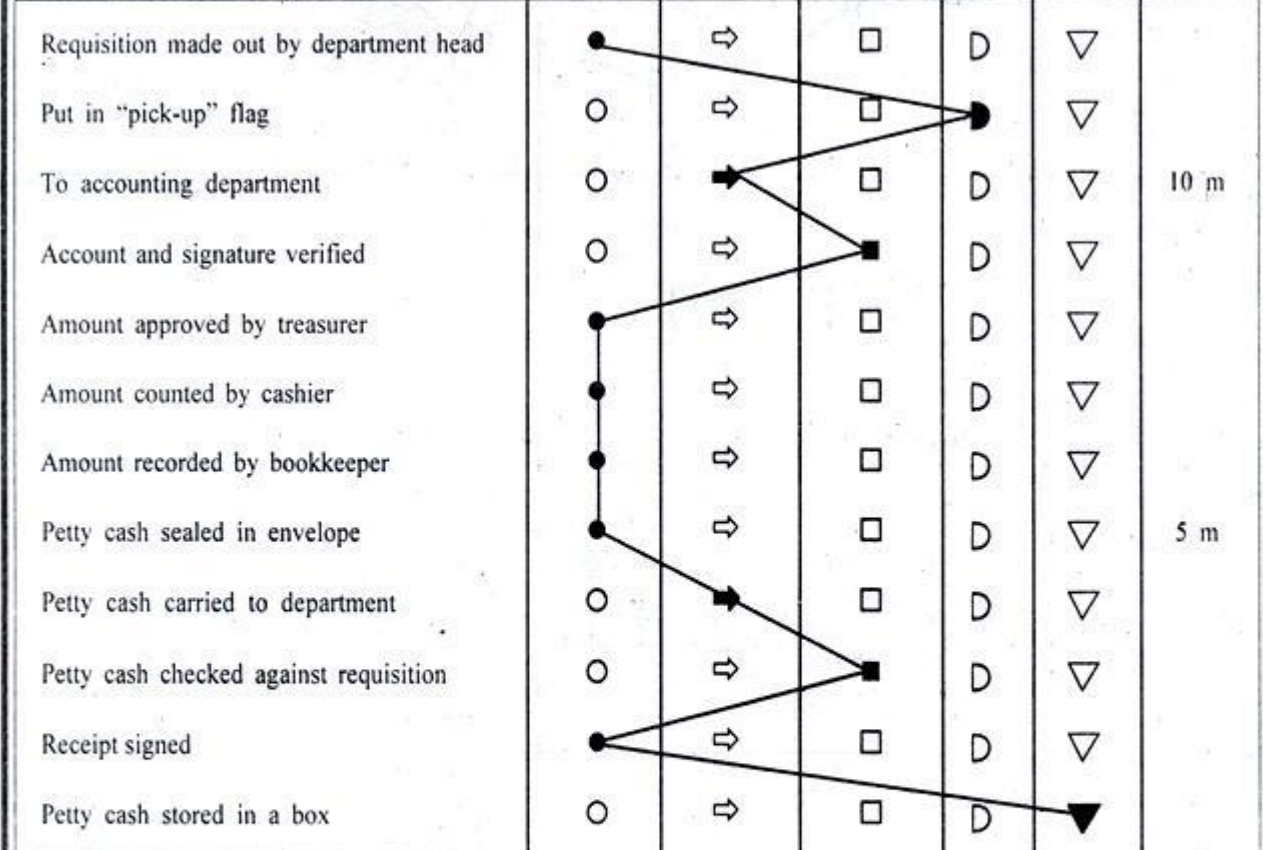 Requisition made out by department head
Put in “pick-up” flag
To accounting department 10 m
Account and signature verified
Amount approved by treasurer
Amount counted by cashier
Amount recorded by bookkeeper
Petty cash sealed in envelope 5 m
Petty cash carried to department
Petty cash checked against requisition
Receipt signed
Petty cash stored in a box